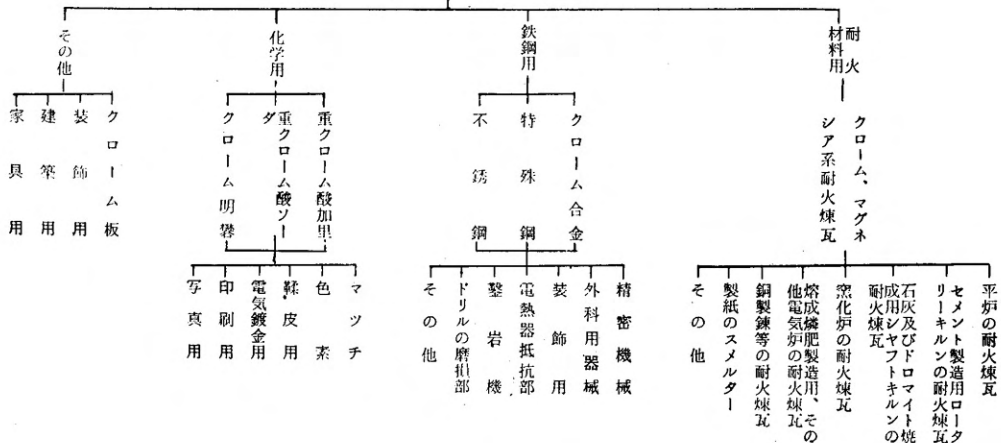 耐火
材料用
クローム、マグネ
シア系耐火煉瓦
平炉の耐火煉瓦
セメント製造用ロータ
リーキルンの耐火煉瓦
石灰及びドロマイト焼
成用シヤフトキルンの
耐火煉瓦
窯化炉の耐火煉瓦
熔成燐肥製造用、その
他電気炉の耐火煉瓦
銅製錬等の耐火煉瓦
製紙のスメルター
その他
鉄鋼用
クローム合金
特殊鋼
不銹鋼
精密機械
外科用器械
装飾用
電熱器抵抗部
鑿岩機
ドリルの磨損部
その他
化学用
重クローム酸加里
重クローム酸ソー
ダ
クローム明礬
マツチ
色素
鞣皮用
電気鍍金用
印刷用
写真用
その他
クローム板
装飾用
建築用
家具用